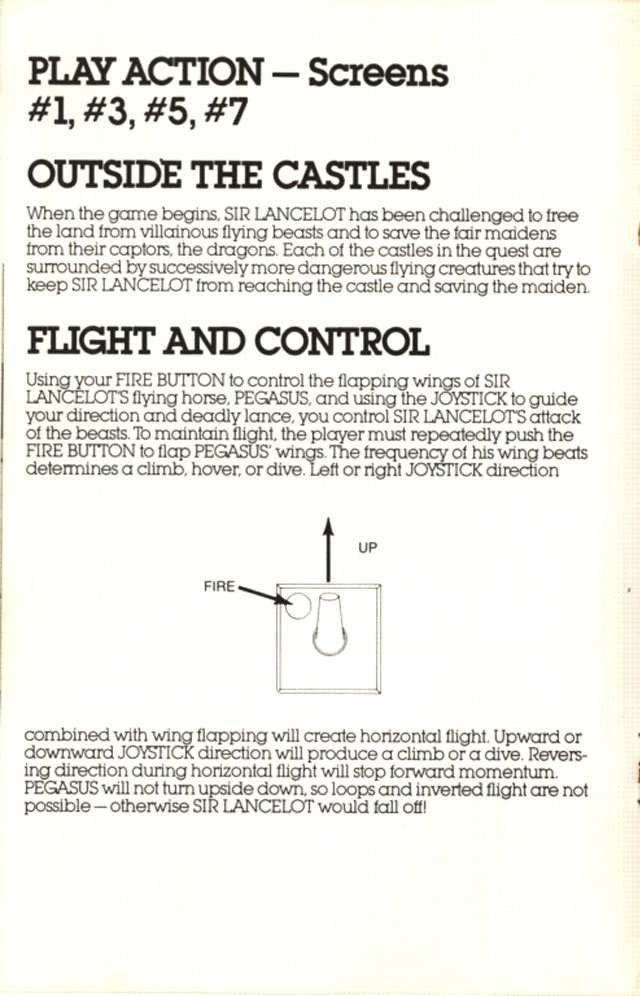 PLAY ACTION — Screens
#1, #3, #5, #7
OUTSIDE THE CASTLES
When the game begins, SIR LANCELOT has been challenged to free
the land from villainous flying beasts and to save the fair maidens
from their captors, the dragons. Each of the castles in the quest are
surrounded by successively more dangerous flying creatures that try to
keep SIR LANCELOT from reaching the castle and saving the maiden.
FLIGHT AND CONTROL
Using your FIRE BUTTON to control the flapping wings of SIR
LANCELOT'S flying horse, PEGASUS, and using the JOYSTICK to guide
your direction and deadly lance, you control SIR LANCELOT'S attack
of the beasts. To maintain flight, the player must repeatedly push the
FIRE BUTTON to flap PEGASUS' wings. The frequency of his wing beats
determines a climb, hover, or dive. Left or right JOYSTICK direction
UP
FIRE
combined with wing flapping will create horizontal flight. Upward or
downward JOYSTICK direction will produce a climb or a dive. Revers-
ing direction during horizontal flight will stop forward momentum.
PEGASUS will not turn upside down, so loops and inverted flight are not
possible — otherwise SIR LANCELOT would fall off!